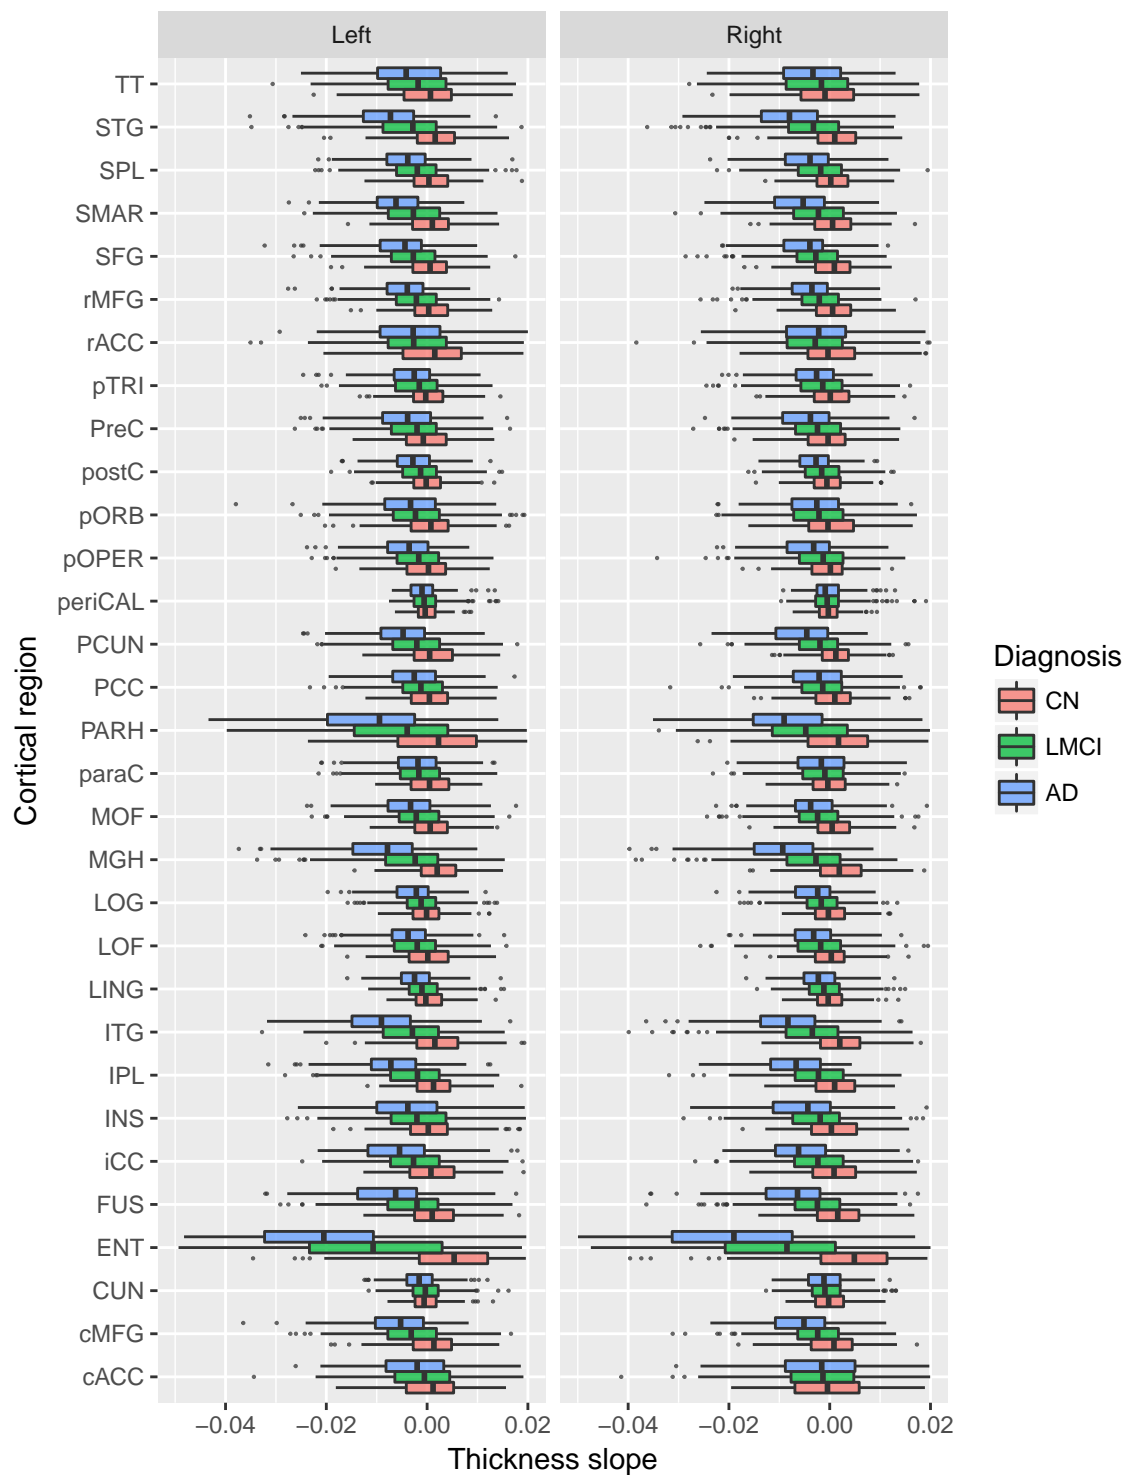 Left
Right
TT
STG
SPL
SMAR
SFG
rMFG
rACC
pTRI
PreC
postC
pORB
pOPER
periCAL
PCUN
PCC
PARH
paraC
MOF
MGH
LOG
LOF
LING
ITG
IPL
INS
iCC
FUS
ENT
CUN
cMFG
cACC
Cortical region
−0.04 −0.02 0.00 0.02
−0.04 −0.02 0.00 0.02
Thickness slope
Diagnosis
CN
LMCI
AD